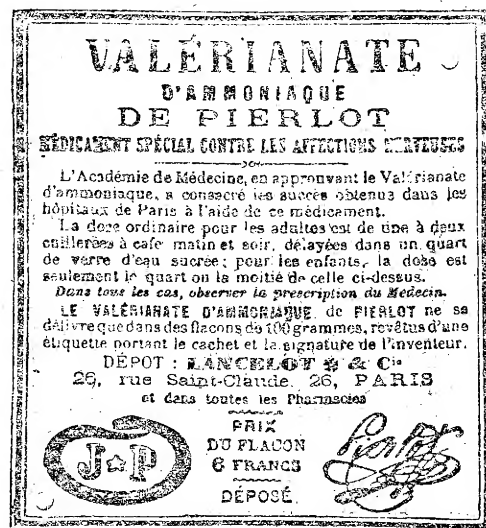 VALÉRIANATE
D'AMMONIAQUE
DE PIERLOT
MÉDICAMENT SPÉCIAL CONTRE LES AFFECTIONS NERVEUSES
L'Académie de Médecine, en approuvant le Valérianate
d'ammoniaque, a consacré les succès obtenus dans les
hôpitaux de Paris à l'aide de ce médicament.
La dose ordinaire pour les adultes est de une à deux
cuillerées à café matin et soir, délayées dans un quart
de verre d'eau sucrée; pour les enfants, la dose est
seulement le quart ou la moitié de celle ci-dessus.
Dans tous les cas, observer la prescription du Médecin.
LE VALÉRIANATE D'AMMONIAQUE de PIERLOT ne se
délivre que dans des flacons de 100 grammes, revêtus d'une
étiquette portant le cachet et la signature de l'inventeur.
DÉPOT : LANCELOT & Cie
26, rue Saint-Claude, 26, PARIS
et dans toutes les Pharmacies
PRIX
DU FLACON
6 FRANCS
DÉPOSÉ
J P
Pierlot